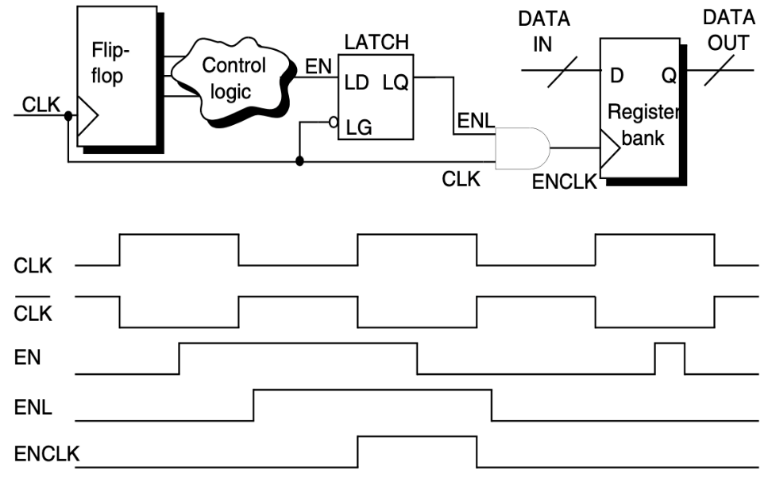 DATA
IN
DATA
OUT
Flip-
flop
Control
logic
EN
LATCH
LD LQ
LG
CLK
ENL
CLK
ENCLK
D Q
Register
bank
CLK
CLK
EN
ENL
ENCLK